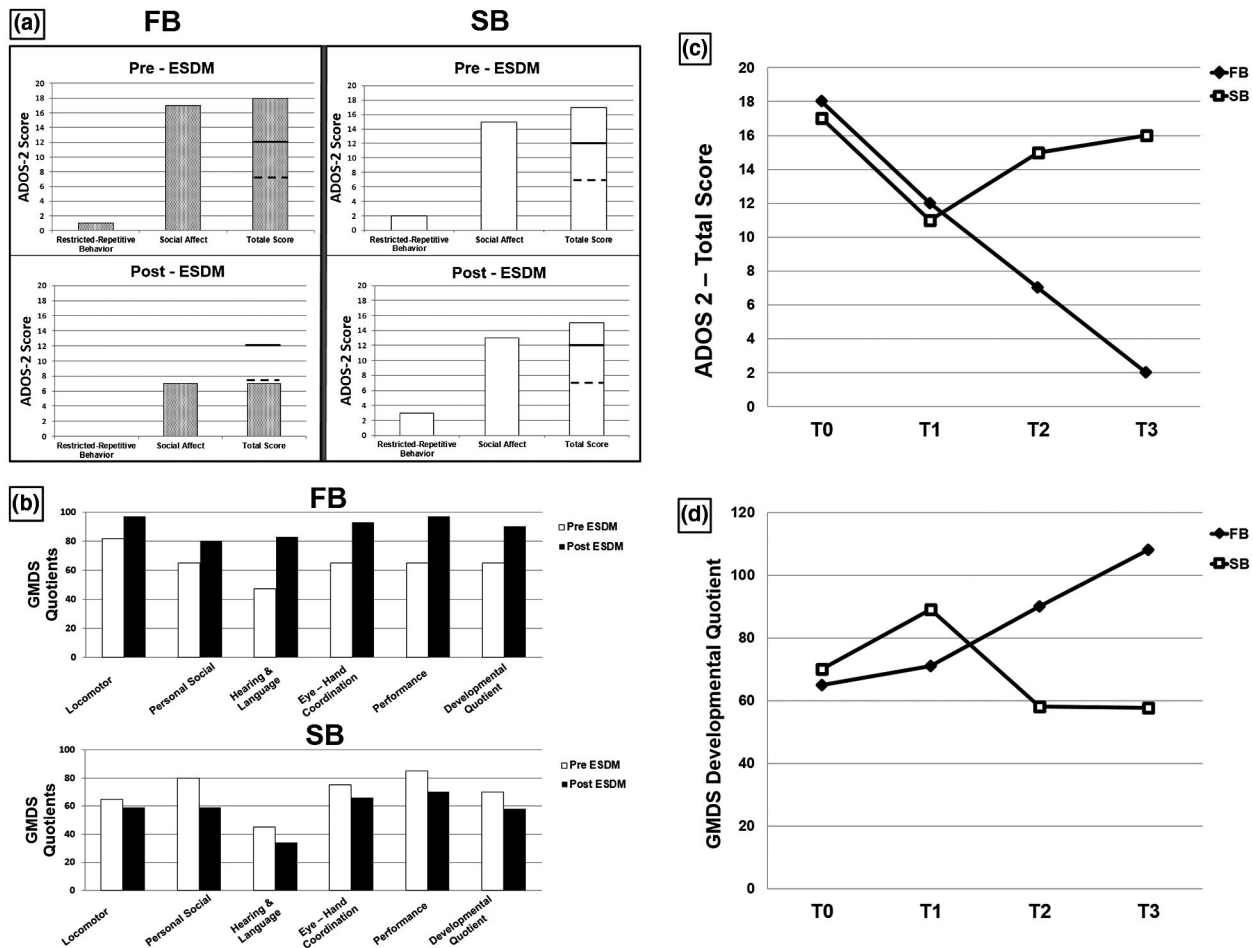 (a)
FB
SB
Pre - ESDM
ADOS-2 Score
20
18
16
14
12
10
8
6
4
2
0
Restricted-Repetitive Behavior
Social Affect
Totale Score
Pre - ESDM
ADOS-2 Score
20
18
16
14
12
10
8
6
4
2
0
Restricted-Repetitive Behavior
Social Affect
Totale Score
Post - ESDM
ADOS-2 Score
20
18
16
14
12
10
8
6
4
2
0
Restricted-Repetitive Behavior
Social Affect
Total Score
Post - ESDM
ADOS-2 Score
20
18
16
14
12
10
8
6
4
2
0
Restricted-Repetitive Behavior
Social Affect
Total Score
(b)
FB
GMDS
Quotients
100
80
60
40
20
0
Locomotor
Personal Social
Hearing &
Language
Eye – Hand
Coordination
Performance
Developmental
Quotient
Pre ESDM
Post ESDM
SB
GMDS
Quotients
100
80
60
40
20
0
Locomotor
Personal Social
Hearing &
Language
Eye – Hand
Coordination
Performance
Developmental
Quotient
Pre ESDM
Post ESDM
(c)
ADOS 2 – Total Score
20
18
16
14
12
10
8
6
4
2
0
T0 T1 T2 T3
FB
SB
(d)
GMDS Developmental Quotient
120
100
80
60
40
20
0
T0 T1 T2 T3
FB
SB